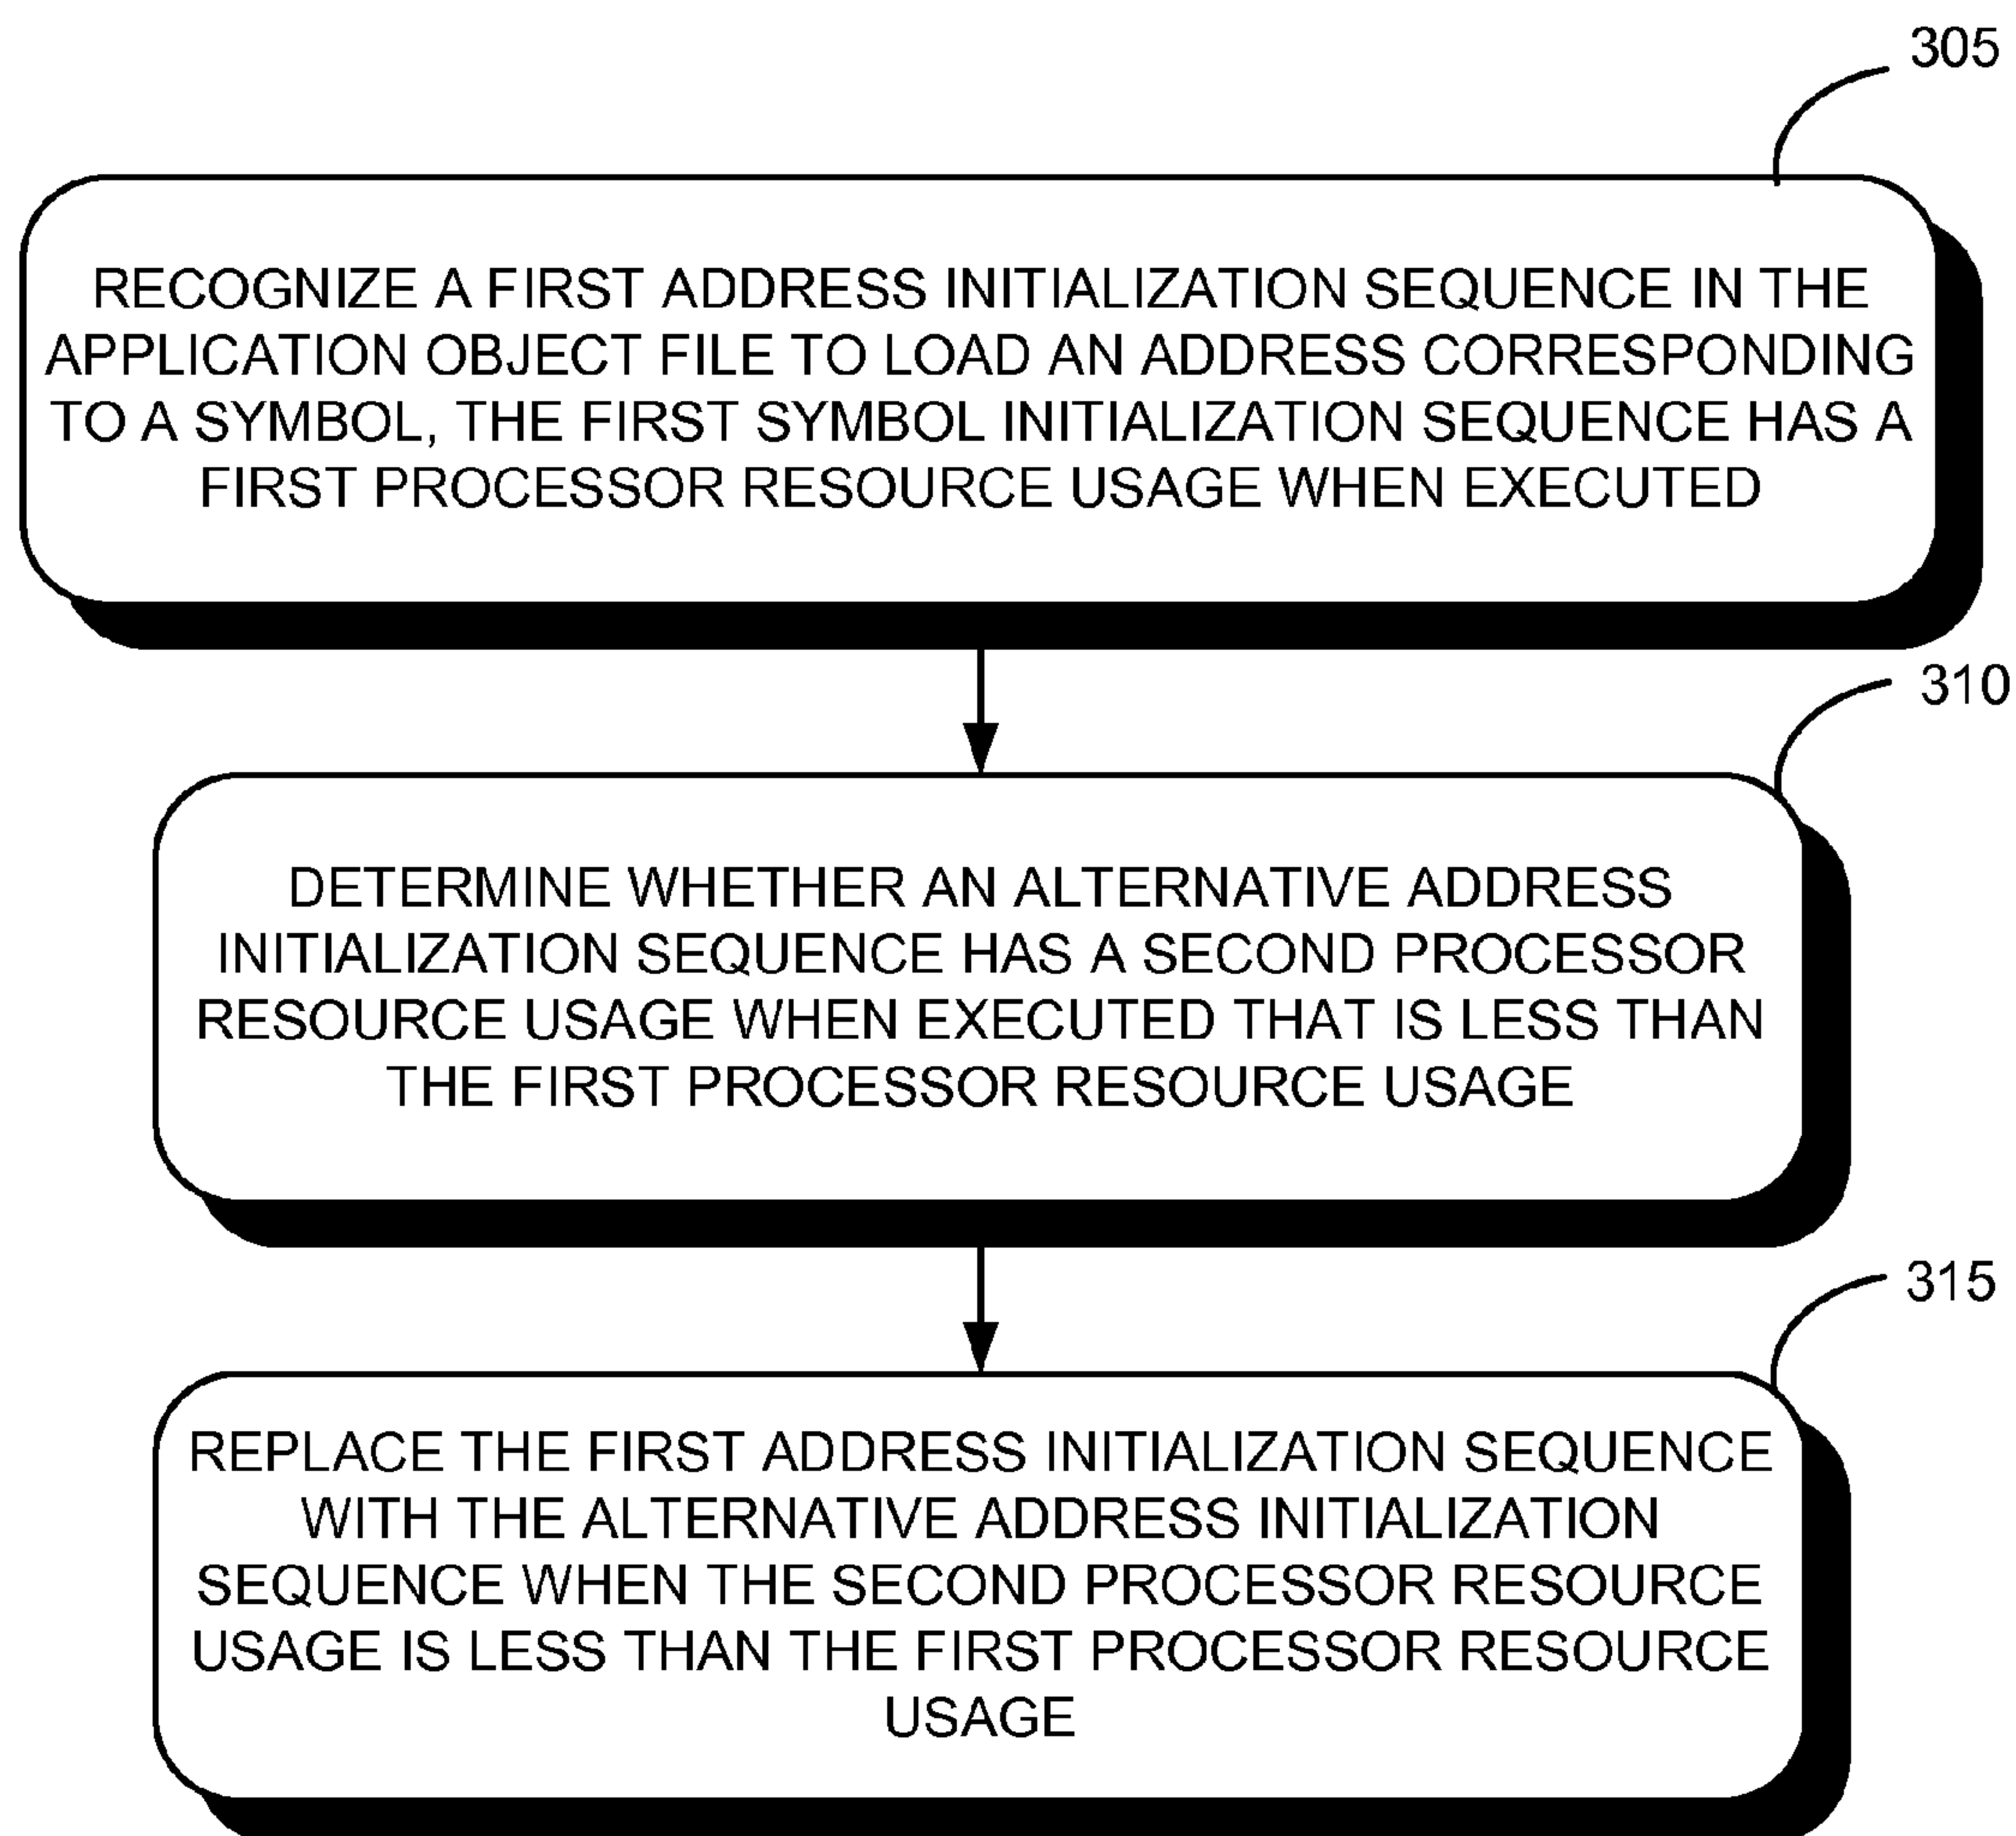 305
RECOGNIZE A FIRST ADDRESS INITIALIZATION SEQUENCE IN THE
APPLICATION OBJECT FILE TO LOAD AN ADDRESS CORRESPONDING
TO A SYMBOL, THE FIRST SYMBOL INITIALIZATION SEQUENCE HAS A
FIRST PROCESSOR RESOURCE USAGE WHEN EXECUTED
310
DETERMINE WHETHER AN ALTERNATIVE ADDRESS
INITIALIZATION SEQUENCE HAS A SECOND PROCESSOR
RESOURCE USAGE WHEN EXECUTED THAT IS LESS THAN
THE FIRST PROCESSOR RESOURCE USAGE
315
REPLACE THE FIRST ADDRESS INITIALIZATION SEQUENCE
WITH THE ALTERNATIVE ADDRESS INITIALIZATION
SEQUENCE WHEN THE SECOND PROCESSOR RESOURCE
USAGE IS LESS THAN THE FIRST PROCESSOR RESOURCE
USAGE